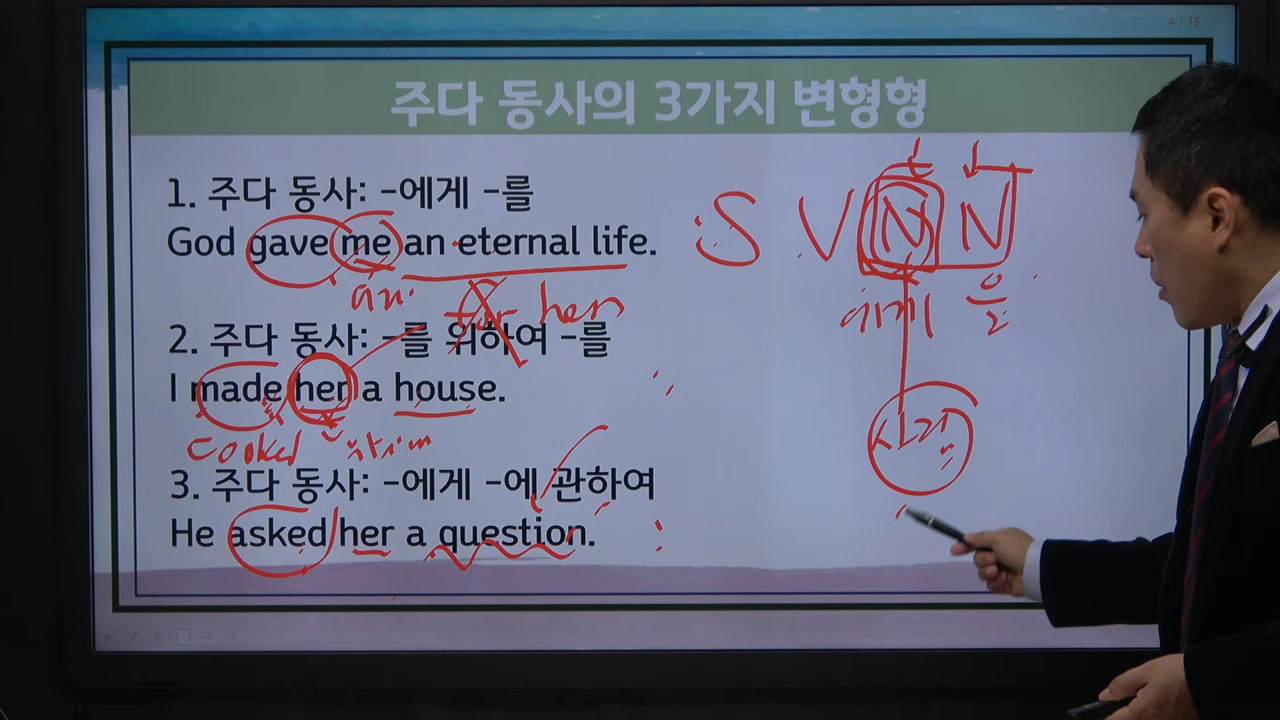 4 / 15
주다 동사의 3가지 변형형
1. 주다 동사: -에게 -를
God gave me an eternal life.
for her
2. 주다 동사: -를 위하여 -를
I made her a house.
cooked
3. 주다 동사: -에게 -에 관하여
He asked her a question.
S V N N
에게 을